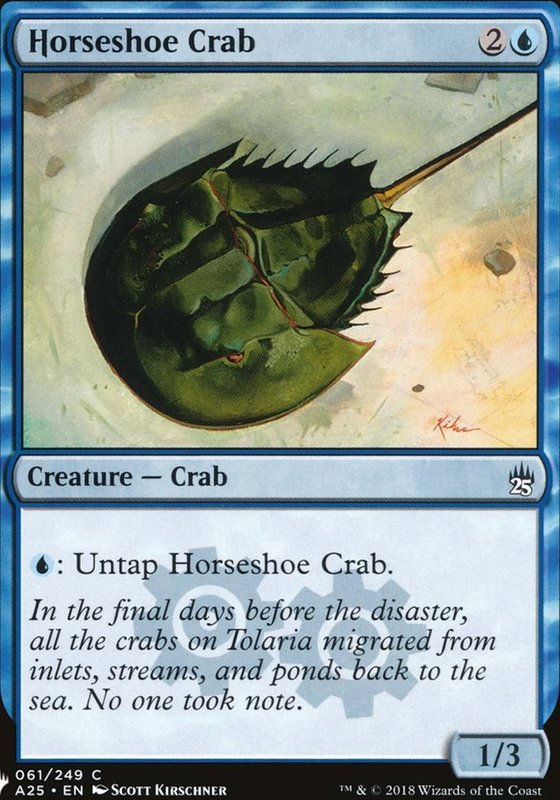 Horseshoe Crab 2
Kihn
Creature — Crab 25
: Untap Horseshoe Crab.
In the final days before the disaster,
all the crabs on Tolaria migrated from
inlets, streams, and ponds back to the
sea. No one took note.
1/3
061/249 C
A25 • EN Scott Kirschner ™ & © 2018 Wizards of the Coast